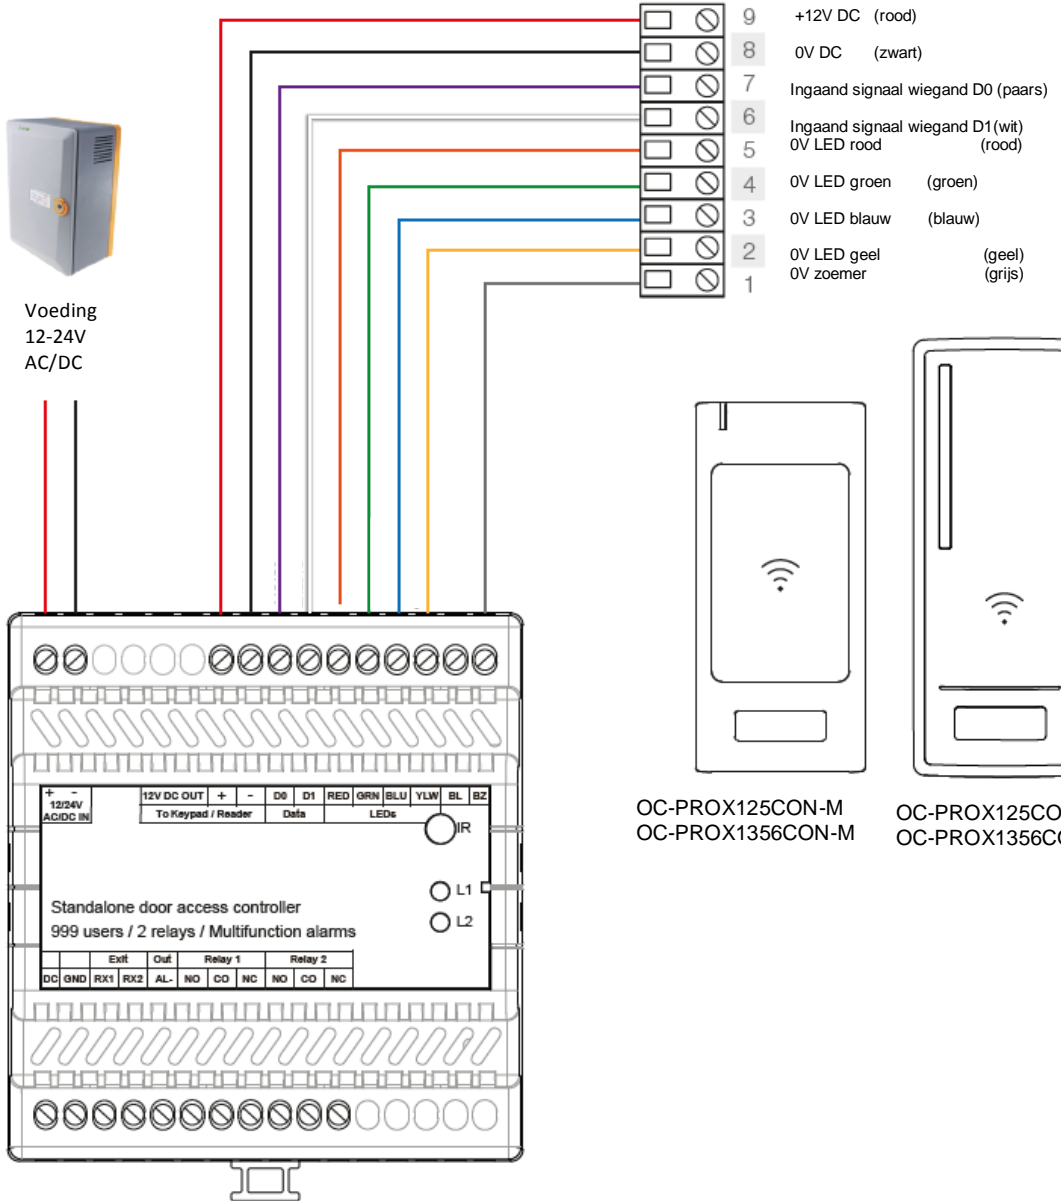 9 +12V DC (rood)
8 0V DC (zwart)
7 Ingaand signaal wiegand D0 (paars)
6 Ingaand signaal wiegand D1(wit)
5 0V LED rood (rood)
4 0V LED groen (groen)
3 0V LED blauw (blauw)
2 0V LED geel (geel)
1 0V zoemer (grijs)
Voeding
12-24V
AC/DC
OC-PROX125CON-M
OC-PROX1356CON-M
OC-PROX125CO
OC-PROX1356CO
+ - 12V DC OUT + - D0 D1 RED GRN BLU YLW BL BZ
12/24V
AC/DC IN To Keypad / Reader Data LEDs
IR
L1
L2
Standalone door access controller
999 users / 2 relays / Multifunction alarms
Exit Out Relay 1 Relay 2
DC GND RX1 RX2 AL- NO CO NC NO CO NC